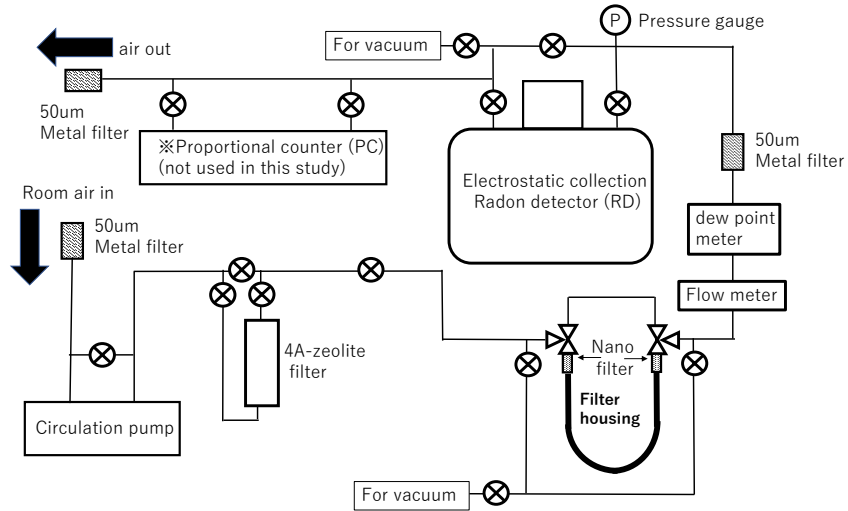 For vacuum
P
Pressure gauge
air out
50um
Metal filter
※Proportional counter (PC)
(not used in this study)
Electrostatic collection
Radon detector (RD)
50um
Metal filter
Room air in
50um
Metal filter
dew point
meter
Flow meter
4A-zeolite
filter
Nano
filter
Filter
housing
Circulation pump
For vacuum